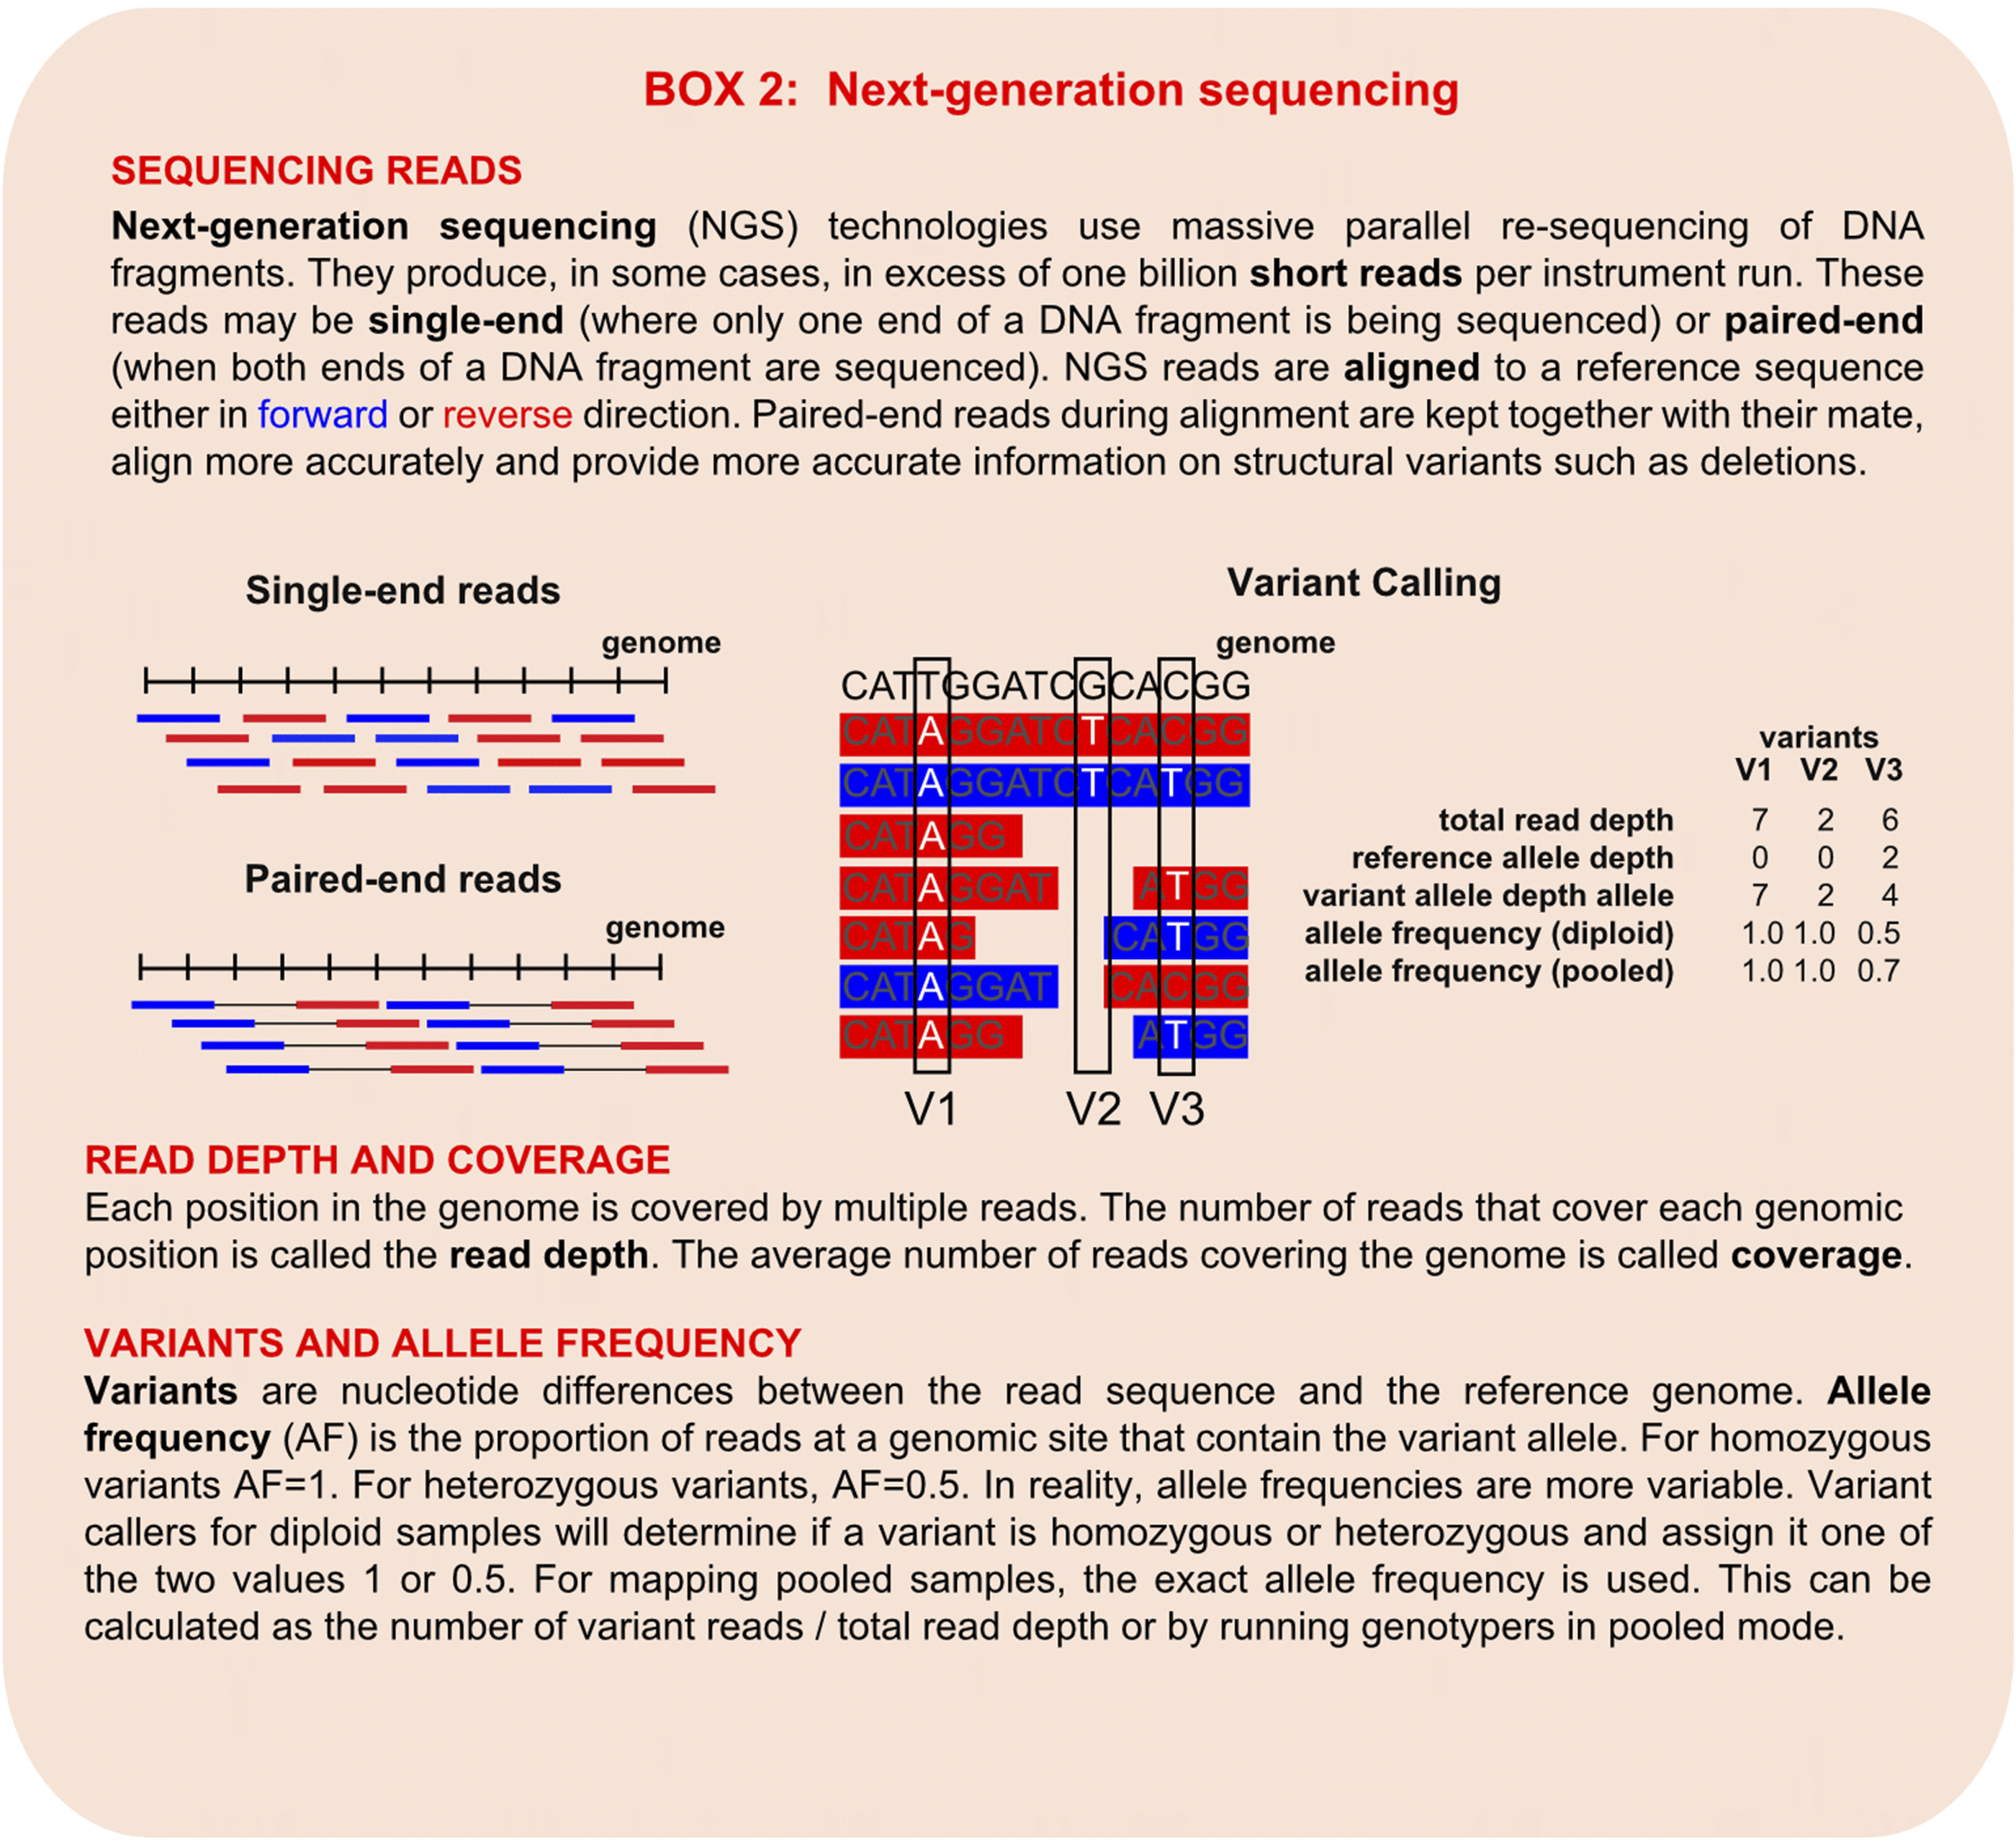 BOX 2: Next-generation sequencing
SEQUENCING READS
Next-generation sequencing (NGS) technologies use massive parallel re-sequencing of DNA
fragments. They produce, in some cases, in excess of one billion short reads per instrument run. These
reads may be single-end (where only one end of a DNA fragment is being sequenced) or paired-end
(when both ends of a DNA fragment are sequenced). NGS reads are aligned to a reference sequence
either in forward or reverse direction. Paired-end reads during alignment are kept together with their mate,
align more accurately and provide more accurate information on structural variants such as deletions.
Single-end reads
genome
Paired-end reads
genome
Variant Calling
genome
CATTGGATCGCACGG
CATAGGATCTCACGG
CATAGGATCTCATGG
CATAGG
CATAGGAT ATGG
CATAG CATGG
CATAGGAT CACGG
CATAGG ATGG
V1 V2 V3
variants
V1 V2 V3
total read depth 7 2 6
reference allele depth 0 0 2
variant allele depth allele 7 2 4
allele frequency (diploid) 1.0 1.0 0.5
allele frequency (pooled) 1.0 1.0 0.7
READ DEPTH AND COVERAGE
Each position in the genome is covered by multiple reads. The number of reads that cover each genomic
position is called the read depth. The average number of reads covering the genome is called coverage.
VARIANTS AND ALLELE FREQUENCY
Variants are nucleotide differences between the read sequence and the reference genome. Allele
frequency (AF) is the proportion of reads at a genomic site that contain the variant allele. For homozygous
variants AF=1. For heterozygous variants, AF=0.5. In reality, allele frequencies are more variable. Variant
callers for diploid samples will determine if a variant is homozygous or heterozygous and assign it one of
the two values 1 or 0.5. For mapping pooled samples, the exact allele frequency is used. This can be
calculated as the number of variant reads / total read depth or by running genotypers in pooled mode.